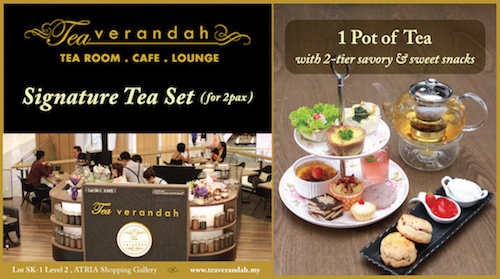 Tea verandah
TEA ROOM . CAFE . LOUNGE
Signature Tea Set (for 2pax)
Tea verandah
Lot SK-1 Level 2 , ATRIA Shopping Gallery
www.teaverandah.my
1 Pot of Tea
with 2-tier savory & sweet snacks